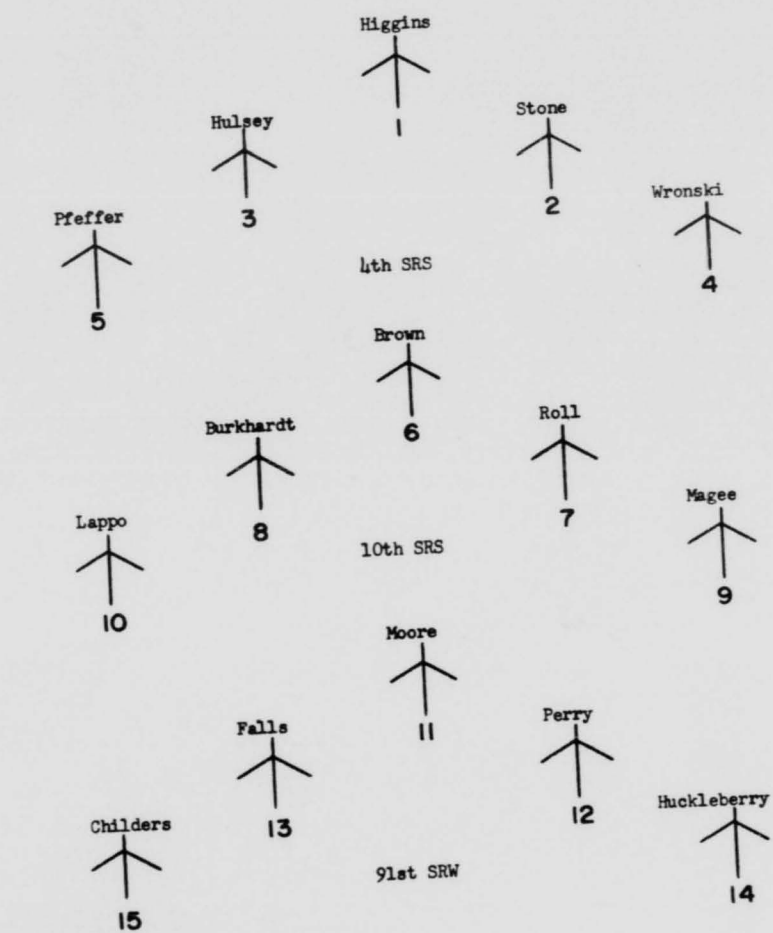 Higgins
1
Stone
2
Hulsey
3
Wronski
4
Pfeffer
5
4th SRS
Brown
6
Roll
7
Burkhardt
8
Magee
9
Lappo
10
10th SRS
Moore
11
Perry
12
Falls
13
Huckleberry
14
Childers
15
91st SRW